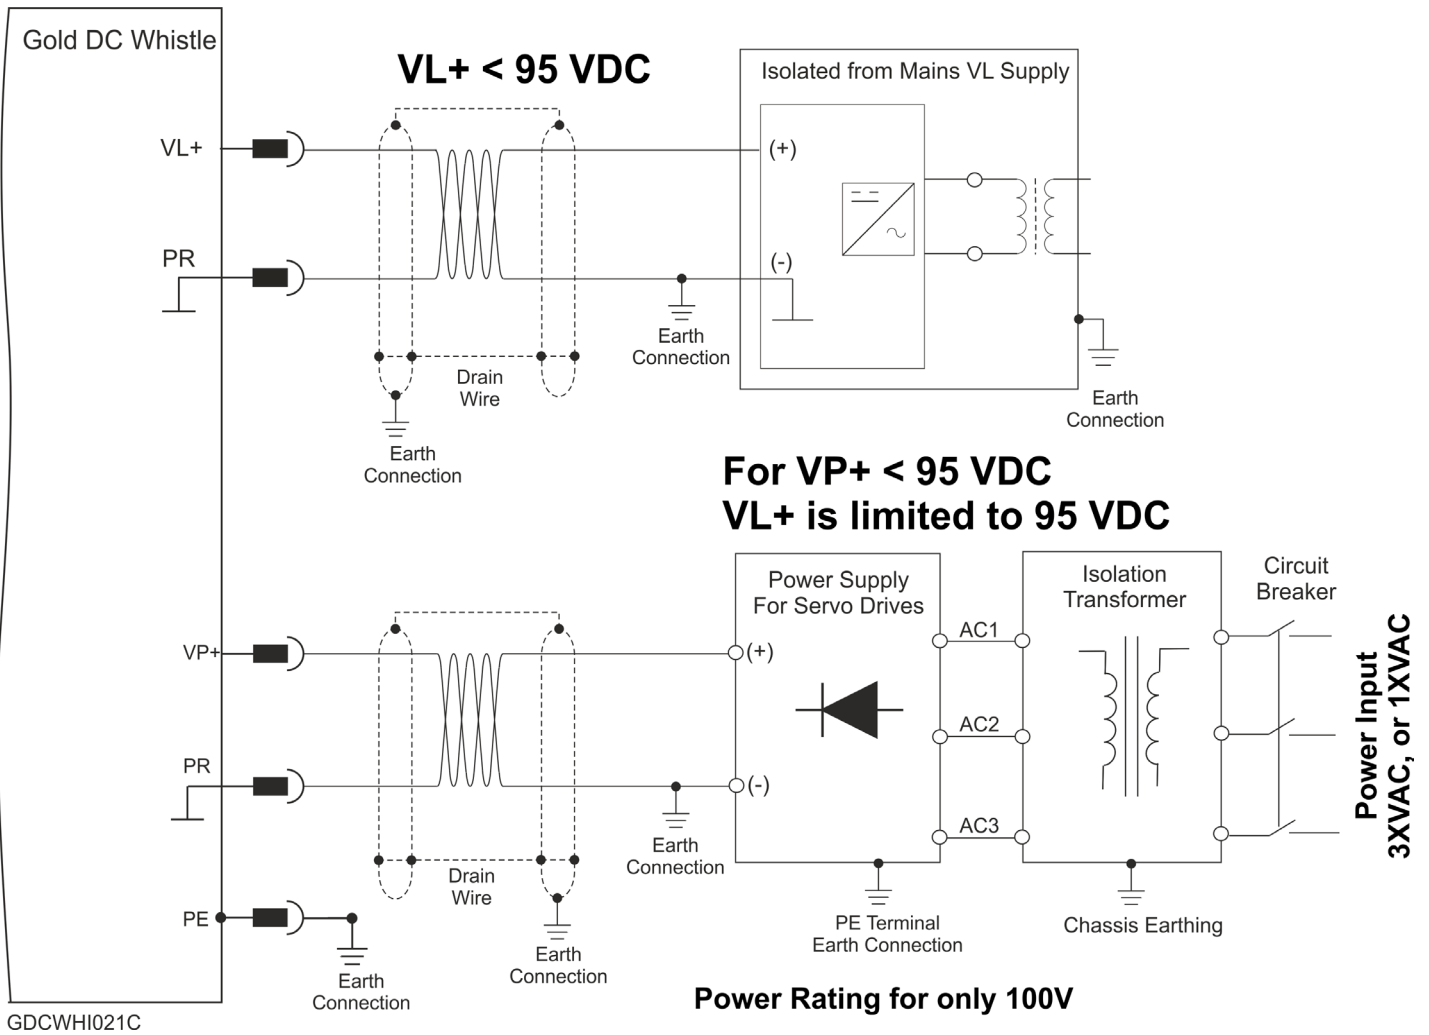 Gold DC Whistle
VL+ < 95 VDC
Isolated from Mains VL Supply
VL+
(+)
PR
(-)
Earth
Connection
Drain
Wire
Earth
Connection
Earth
Connection
For VP+ < 95 VDC
VL+ is limited to 95 VDC
Power Supply
For Servo Drives
Isolation
Transformer
Circuit
Breaker
VP+
(+)
AC1
AC2
AC3
Power Input
3XVAC, or 1XVAC
PR
(-)
Earth
Connection
Drain
Wire
PE
Earth
Connection
Earth
Connection
PE Terminal
Earth Connection
Chassis Earthing
Power Rating for only 100V
GDCWHI021C